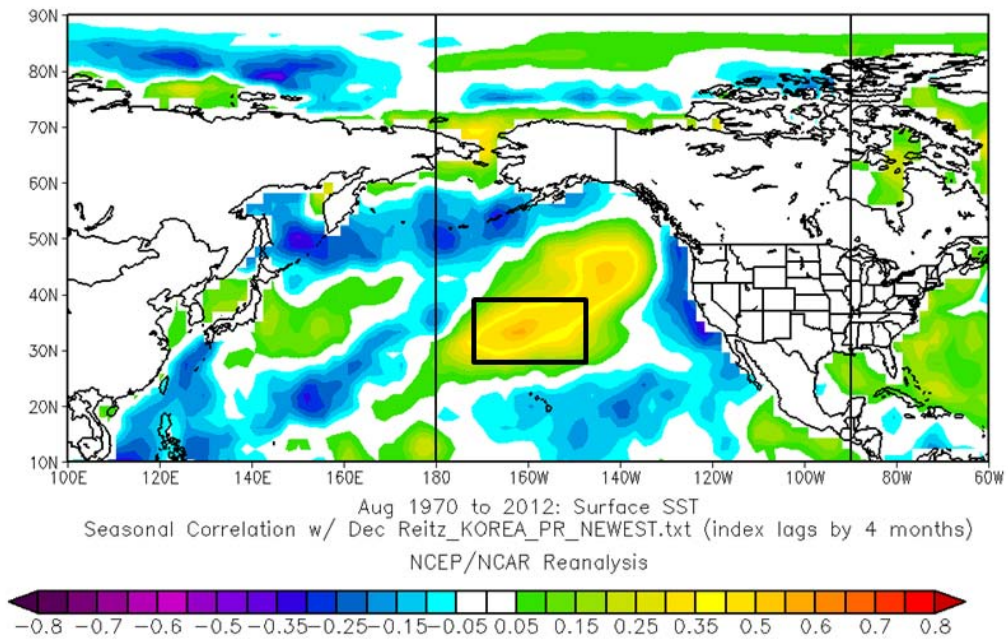 90N
80N
70N
60N
50N
40N
30N
20N
10N
100E 120E 140E 160E 180 160W 140W 120W 100W 80W 60W
Aug 1970 to 2012: Surface SST
Seasonal Correlation w/ Dec Reitz_KOREA_PR_NEWEST.txt (index lags by 4 months)
NCEP/NCAR Reanalysis
-0.8 -0.7 -0.6 -0.5 -0.35 -0.25 -0.15 -0.05 0.05 0.15 0.25 0.35 0.5 0.6 0.7 0.8